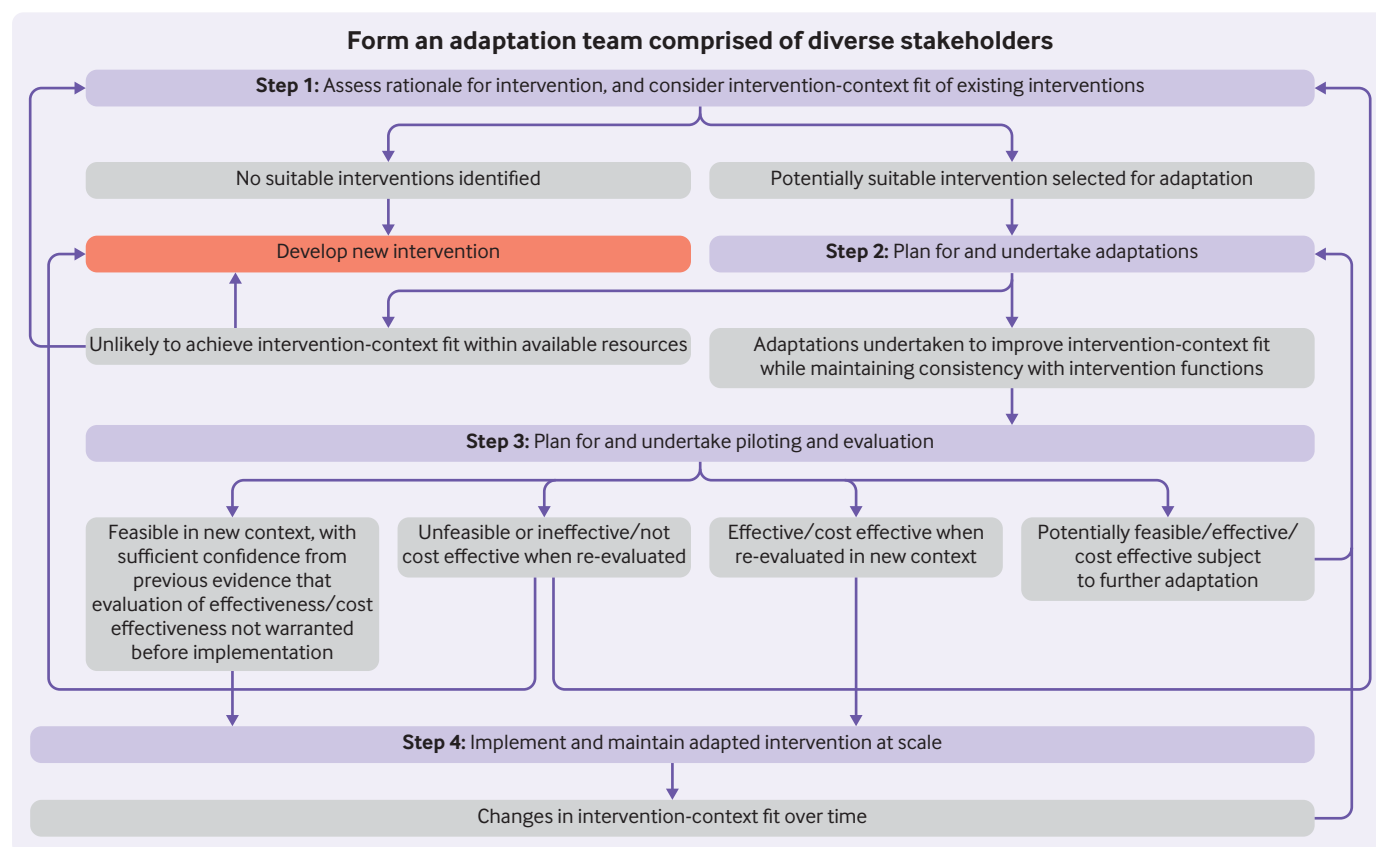 Form an adaptation team comprised of diverse stakeholders
Step 1: Assess rationale for intervention, and consider intervention-context fit of existing interventions
No suitable interventions identified
Potentially suitable intervention selected for adaptation
Develop new intervention
Step 2: Plan for and undertake adaptations
Unlikely to achieve intervention-context fit within available resources
Adaptations undertaken to improve intervention-context fit
while maintaining consistency with intervention functions
Step 3: Plan for and undertake piloting and evaluation
Feasible in new context, with
sufficient confidence from
previous evidence that
evaluation of effectiveness/cost
effectiveness not warranted
before implementation
Unfeasible or ineffective/not
cost effective when re-evaluated
Effective/cost effective when
re-evaluated in new context
Potentially feasible/effective/
cost effective subject
to further adaptation
Step 4: Implement and maintain adapted intervention at scale
Changes in intervention-context fit over time